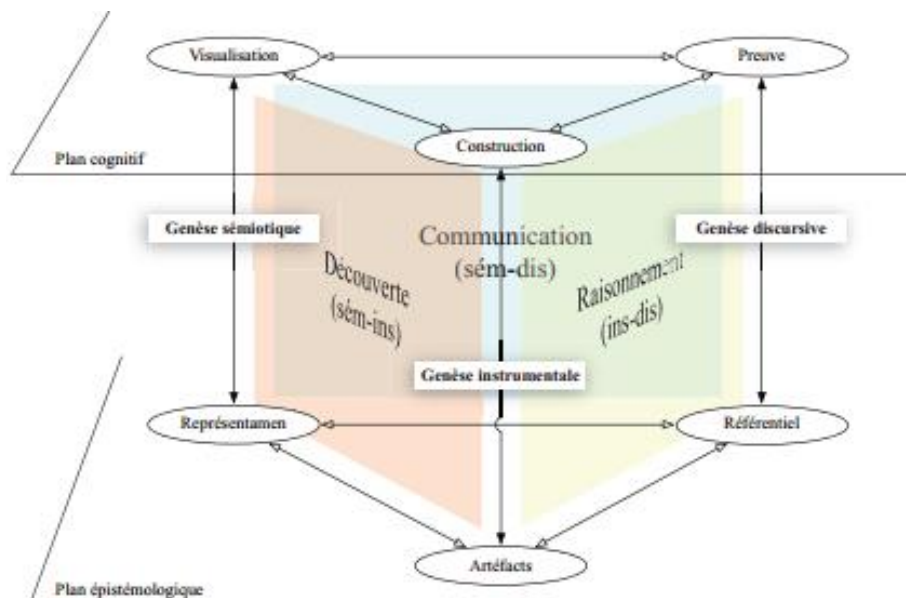 Visualisation
Preuve
Construction
Plan cognitif
Genèse sémiotique
Genèse discursive
Communication
(sém-dis)
Découverte
(sém-ins)
Raisonnement
(ins-dis)
Genèse instrumentale
Représentamen
Référentiel
Artéfacts
Plan épistémologique